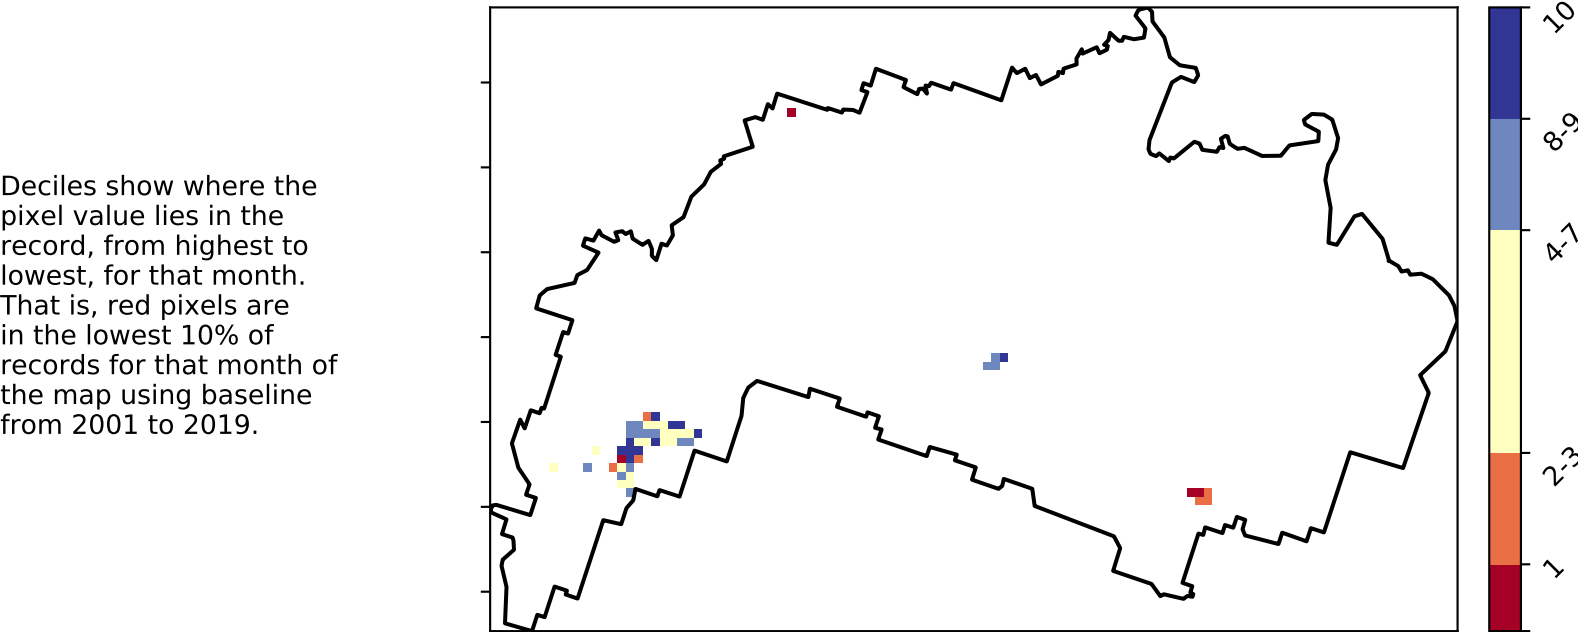 Deciles show where the
pixel value lies in the
record, from highest to
lowest, for that month.
That is, red pixels are
in the lowest 10% of
records for that month of
the map using baseline
from 2001 to 2019.
10
8-9
4-7
2-3
1